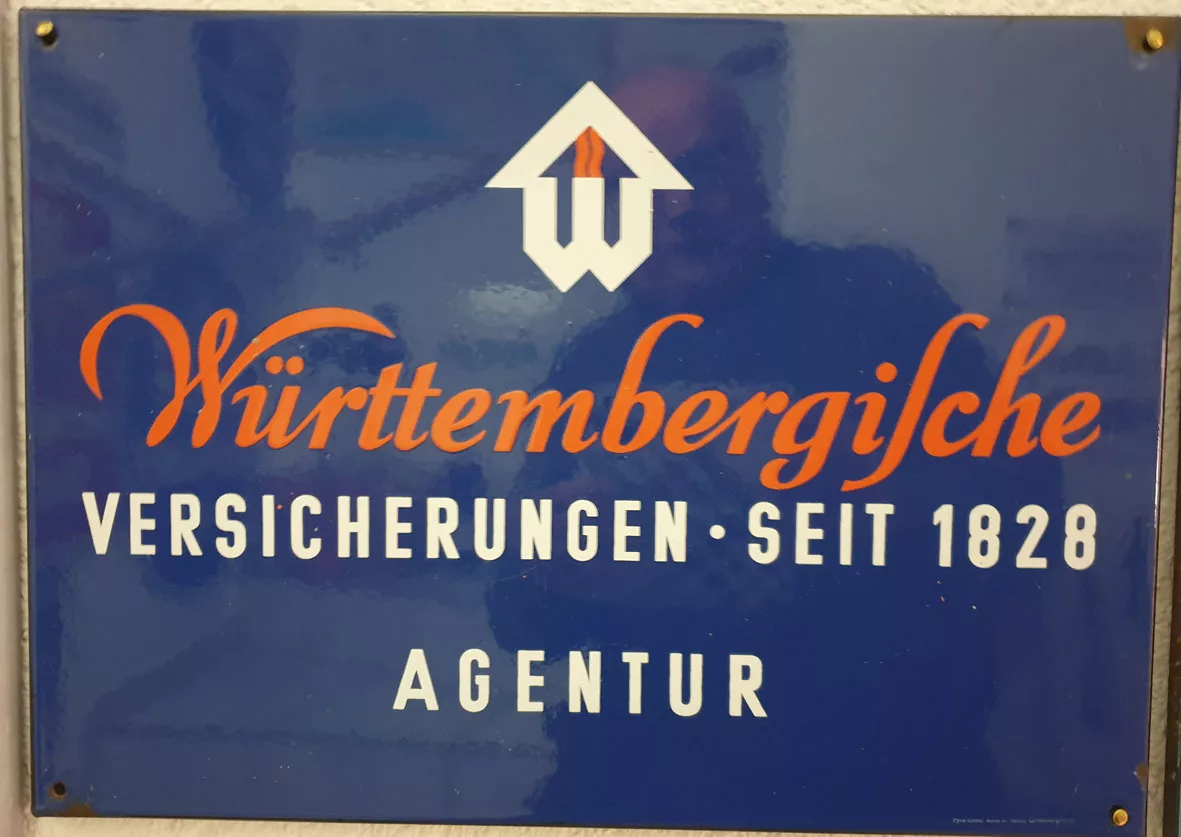 W
Württembergiſche
VERSICHERUNGEN · SEIT 1828
AGENTUR